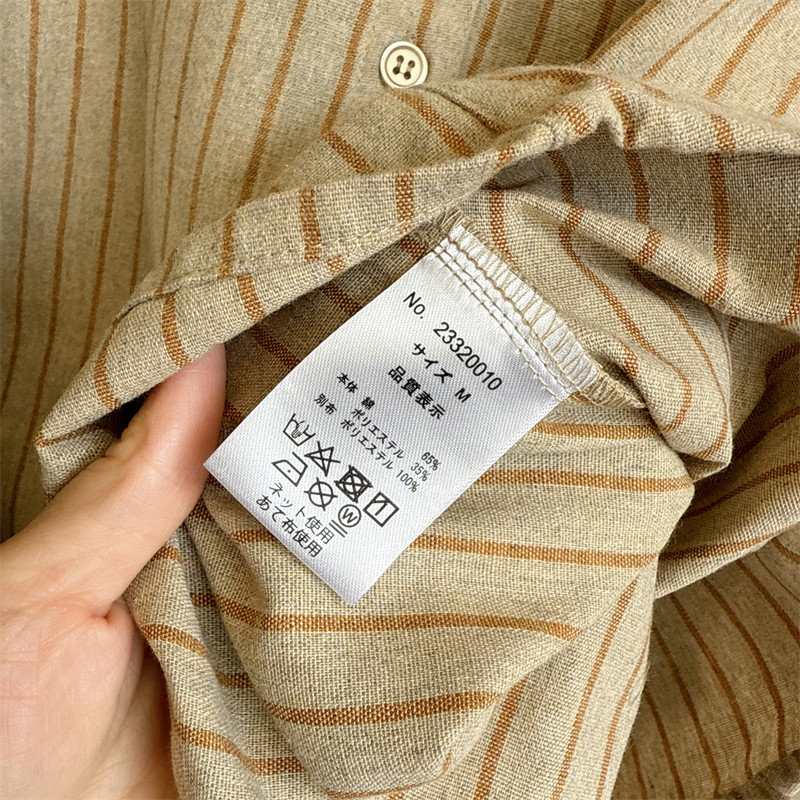 No. 23320010
サイズ M
品質表示
本体 綿 65%
ポリエステル 35%
別布 ポリエステル 100%
W
ネット使用
あて布使用